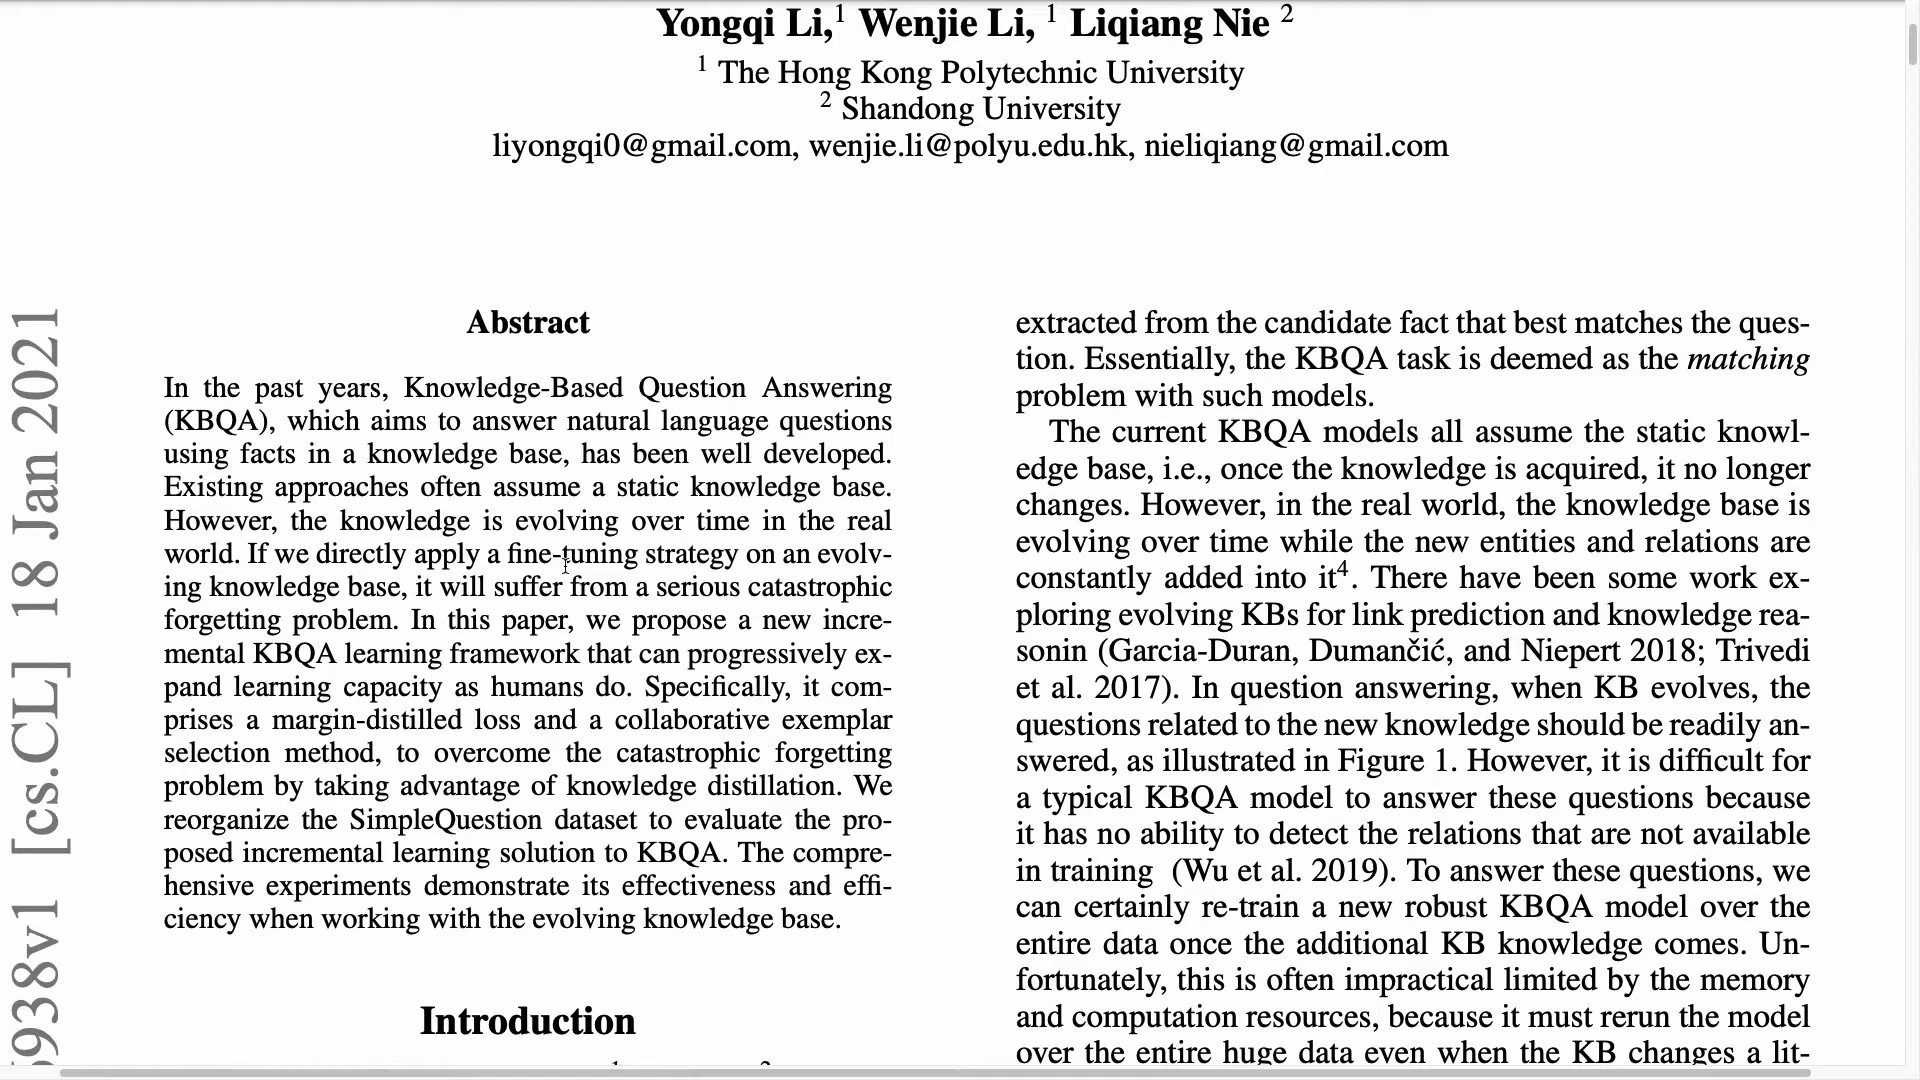 Yongqi Li,1 Wenjie Li, 1 Liqiang Nie 2
1 The Hong Kong Polytechnic University
2 Shandong University
liyongqi0@gmail.com, wenjie.li@polyu.edu.hk, nieliqiang@gmail.com
Abstract
In the past years, Knowledge-Based Question Answering
(KBQA), which aims to answer natural language questions
using facts in a knowledge base, has been well developed.
Existing approaches often assume a static knowledge base.
However, the knowledge is evolving over time in the real
world. If we directly apply a fine-tuning strategy on an evolv-
ing knowledge base, it will suffer from a serious catastrophic
forgetting problem. In this paper, we propose a new incre-
mental KBQA learning framework that can progressively ex-
pand learning capacity as humans do. Specifically, it com-
prises a margin-distilled loss and a collaborative exemplar
selection method, to overcome the catastrophic forgetting
problem by taking advantage of knowledge distillation. We
reorganize the SimpleQuestion dataset to evaluate the pro-
posed incremental learning solution to KBQA. The compre-
hensive experiments demonstrate its effectiveness and effi-
ciency when working with the evolving knowledge base.
Introduction
extracted from the candidate fact that best matches the ques-
tion. Essentially, the KBQA task is deemed as the matching
problem with such models.
The current KBQA models all assume the static knowl-
edge base, i.e., once the knowledge is acquired, it no longer
changes. However, in the real world, the knowledge base is
evolving over time while the new entities and relations are
constantly added into it4. There have been some work ex-
ploring evolving KBs for link prediction and knowledge rea-
sonin (Garcia-Duran, Dumančić, and Niepert 2018; Trivedi
et al. 2017). In question answering, when KB evolves, the
questions related to the new knowledge should be readily an-
swered, as illustrated in Figure 1. However, it is difficult for
a typical KBQA model to answer these questions because
it has no ability to detect the relations that are not available
in training (Wu et al. 2019). To answer these questions, we
can certainly re-train a new robust KBQA model over the
entire data once the additional KB knowledge comes. Un-
fortunately, this is often impractical limited by the memory
and computation resources, because it must rerun the model
over the entire huge data even when the KB changes a lit-
938v1 [cs.CL] 18 Jan 2021